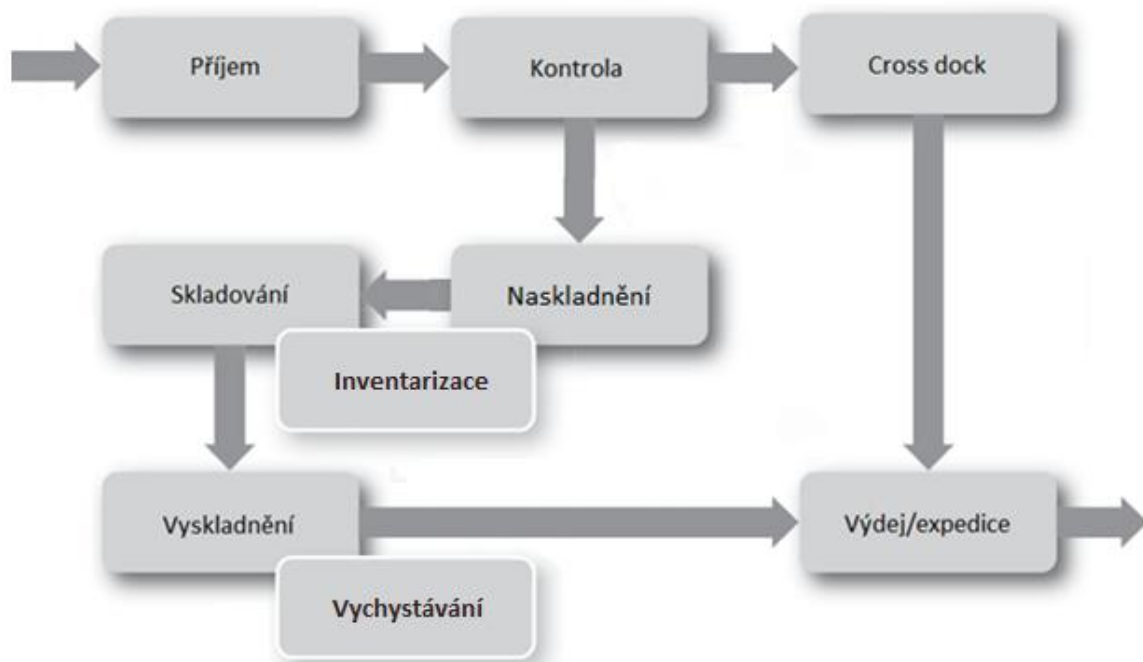 Příjem
Kontrola
Cross dock
Skladování
Naskladnění
Inventarizace
Vyskladnění
Výdej/expedice
Vychystávání